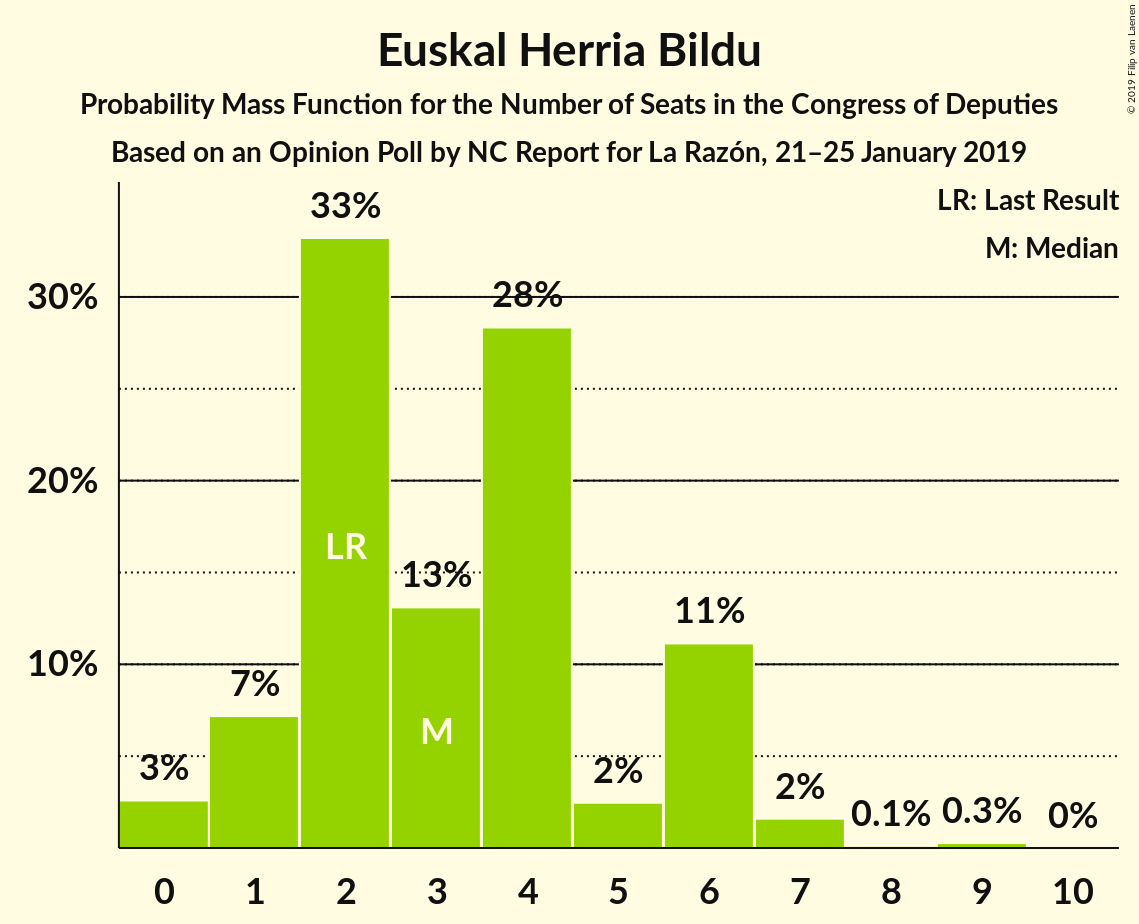 Euskal Herria Bildu
Probability Mass Function for the Number of Seats in the Congress of Deputies
Based on an Opinion Poll by NC Report for La Razón, 21–25 January 2019
© 2019 Filip van Laenen
LR: Last Result
M: Median
33%
30%
28%
20%
LR
13%
11%
10%
7%
M
3%
2%
2%
0.1%
0.3%
0%
0 1 2 3 4 5 6 7 8 9 10